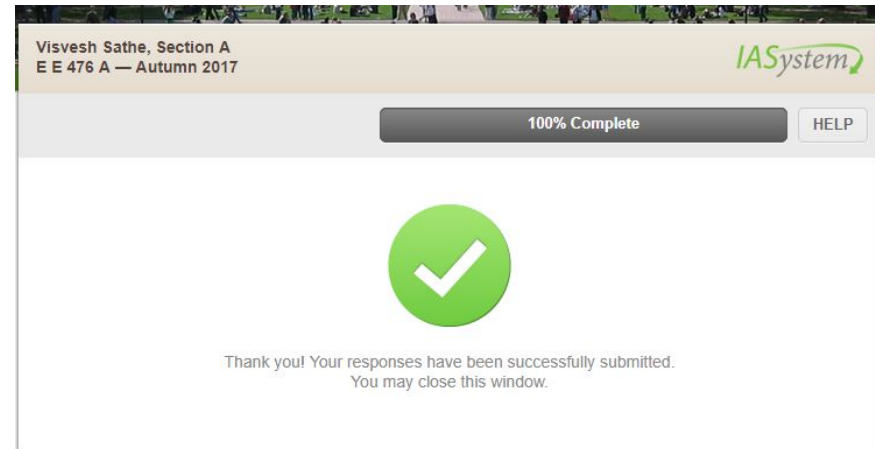 Visvesh Sathe, Section A
E E 476 A — Autumn 2017
IASystem
100% Complete
HELP
Thank you! Your responses have been successfully submitted.
You may close this window.